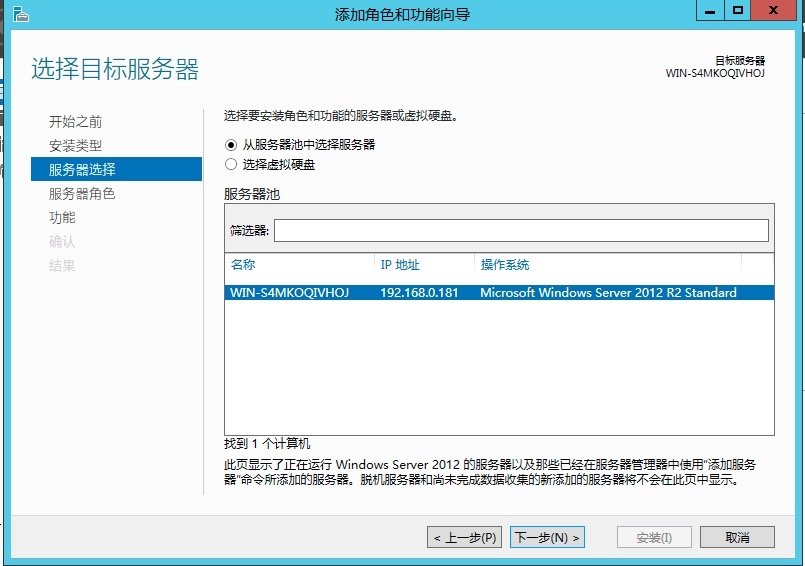 添加角色和功能向导
选择目标服务器
目标服务器
WIN-S4MKOQIVHOJ
开始之前
安装类型
服务器选择
服务器角色
功能
确认
结果
选择要安装角色和功能的服务器或虚拟硬盘。
从服务器池中选择服务器
选择虚拟硬盘
服务器池
筛选器:
名称 IP 地址 操作系统
WIN-S4MKOQIVHOJ 192.168.0.181 Microsoft Windows Server 2012 R2 Standard
找到 1 个计算机
此页显示了正在运行 Windows Server 2012 的服务器以及那些已经在服务器管理器中使用"添加服务
器"命令所添加的服务器。脱机服务器和尚未完成数据收集的新添加的服务器将不会在此页中显示。
< 上一步(P) 下一步(N) > 安装(I) 取消